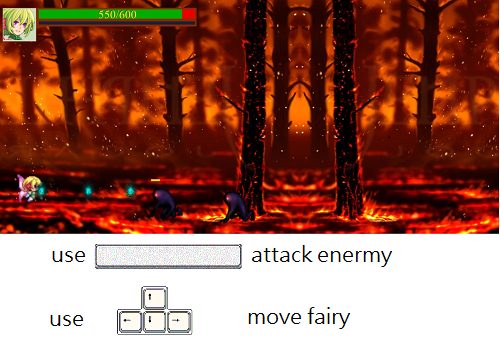 550/600
use attack enermy
↑
use ← ↓ → move fairy